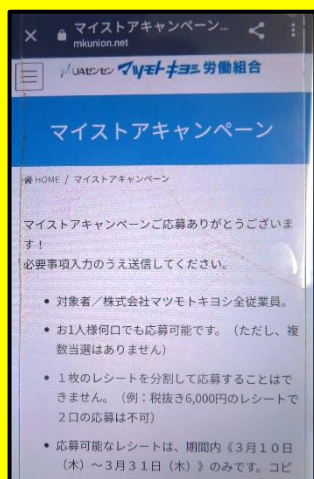 マイストアキャンペーン...
mkunion.net
UAゼンセン マツモトキヨシ 労働組合
マイストアキャンペーン
HOME / マイストアキャンペーン
マイストアキャンペーンご応募ありがとうございま
す！
必要事項入力のうえ送信してください。
• 対象者／株式会社マツモトキヨシ全従業員。
• お1人様何口でも応募可能です。（ただし、複
数当選はありません）
• １枚のレシートを分割して応募することはで
きません。（例：税抜き6,000円のレシートで
２口の応募は不可）
• 応募可能なレシートは、期間内《３月１０日
（木）～３月３１日（木）》のみです。コピ